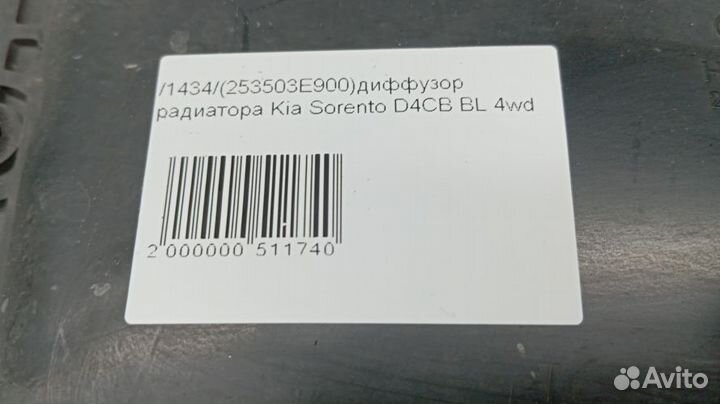 /1434/(253503E900)диффузор
радиатора Kia Sorento D4CB BL 4wd
2 000000 511740
Avito